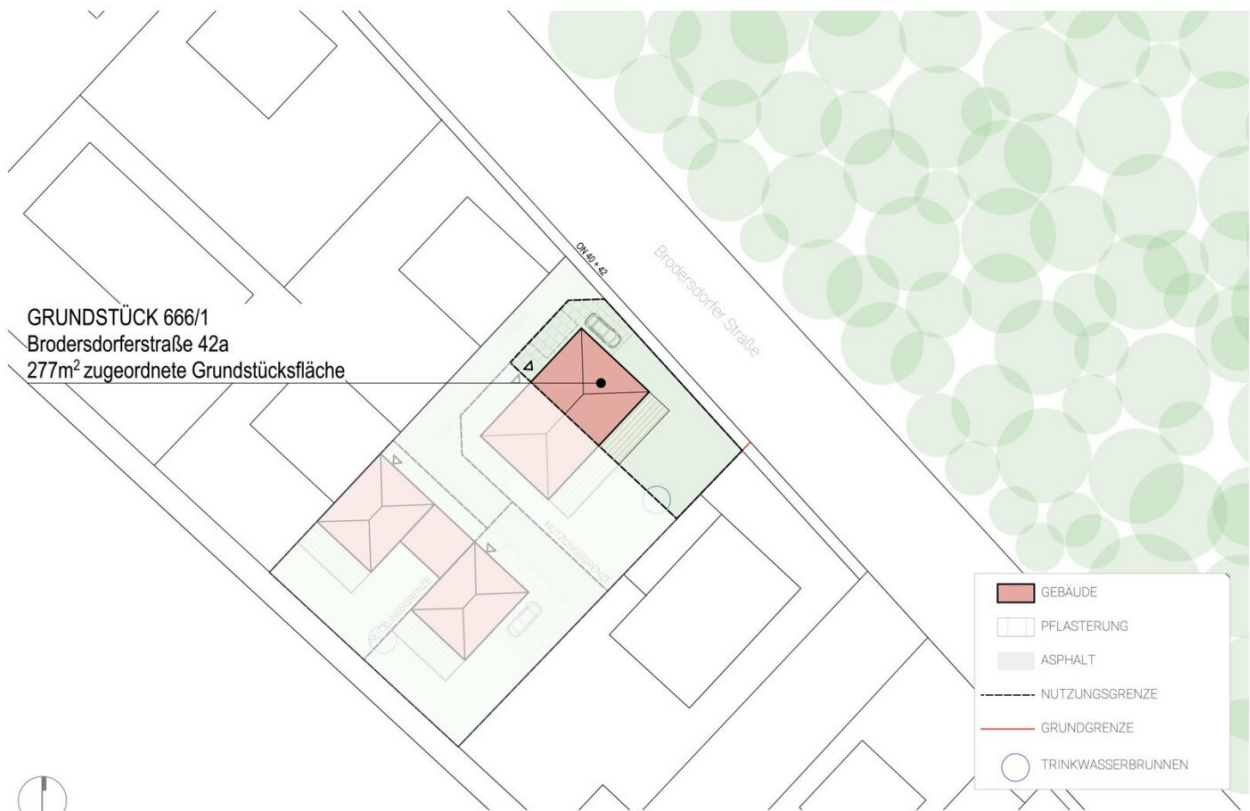 ON 40 + 42
Brodersdorfer Straße
GRUNDSTÜCK 666/1
Brodersdorferstraße 42a
277m² zugeordnete Grundstücksfläche
NUTZUNGSGRENZE
NUTZUNGSGRENZE
GEBÄUDE
PFLASTERUNG
ASPHALT
NUTZUNGSGRENZE
GRUNDGRENZE
TRINKWASSERBRUNNEN